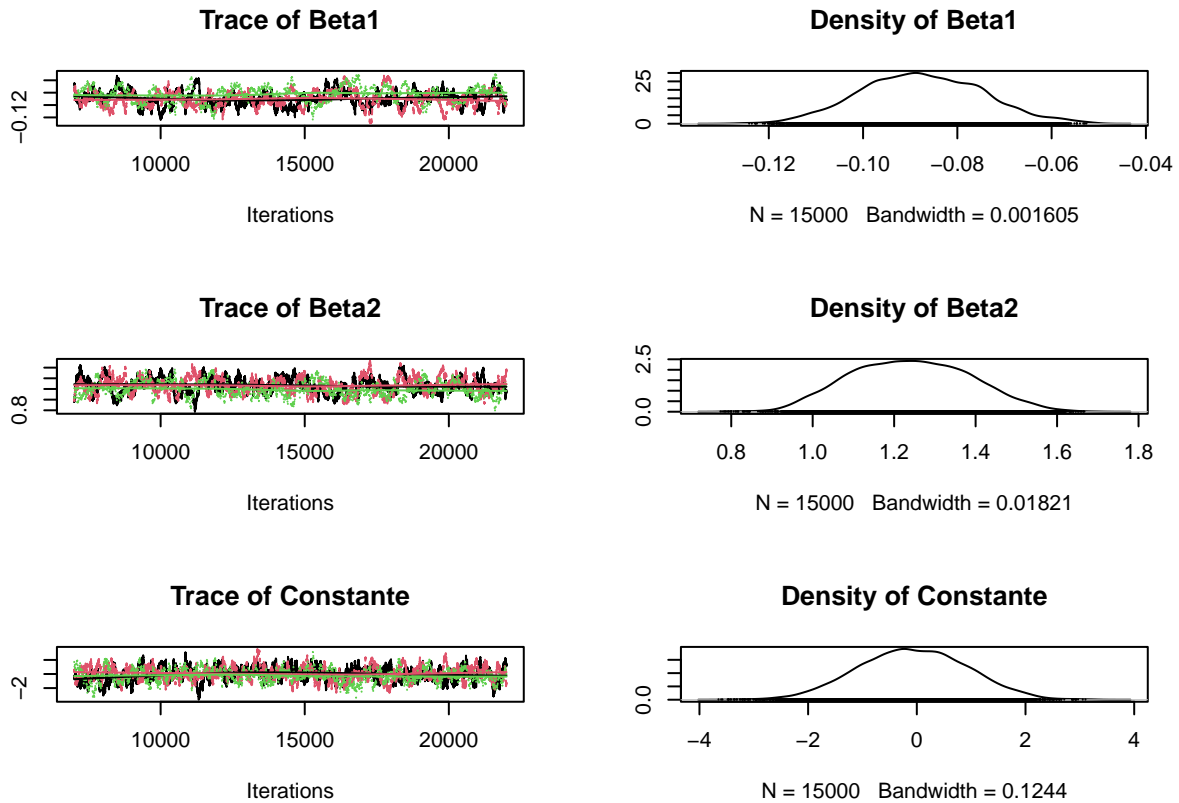 Trace of Beta1
−0.12
10000 15000 20000
Iterations
Density of Beta1
0 25
−0.12 −0.10 −0.08 −0.06 −0.04
N = 15000 Bandwidth = 0.001605
Trace of Beta2
0.8
10000 15000 20000
Iterations
Density of Beta2
0.0 2.5
0.8 1.0 1.2 1.4 1.6 1.8
N = 15000 Bandwidth = 0.01821
Trace of Constante
−2
10000 15000 20000
Iterations
Density of Constante
0.0
−4 −2 0 2 4
N = 15000 Bandwidth = 0.1244